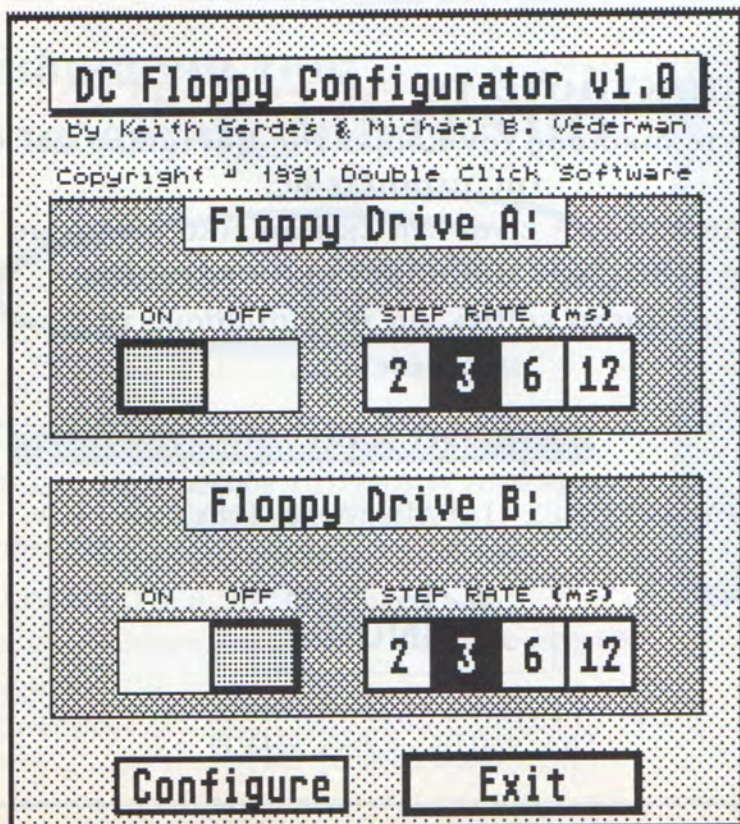 DC Floppy Configurator v1.0
by Keith Gerdes & Michael B. Vederman
Copyright 1991 Double Click Software
Floppy Drive A:
ON OFF STEP RATE (ms)
2 3 6 12
Floppy Drive B:
ON OFF STEP RATE (ms)
2 3 6 12
Configure Exit